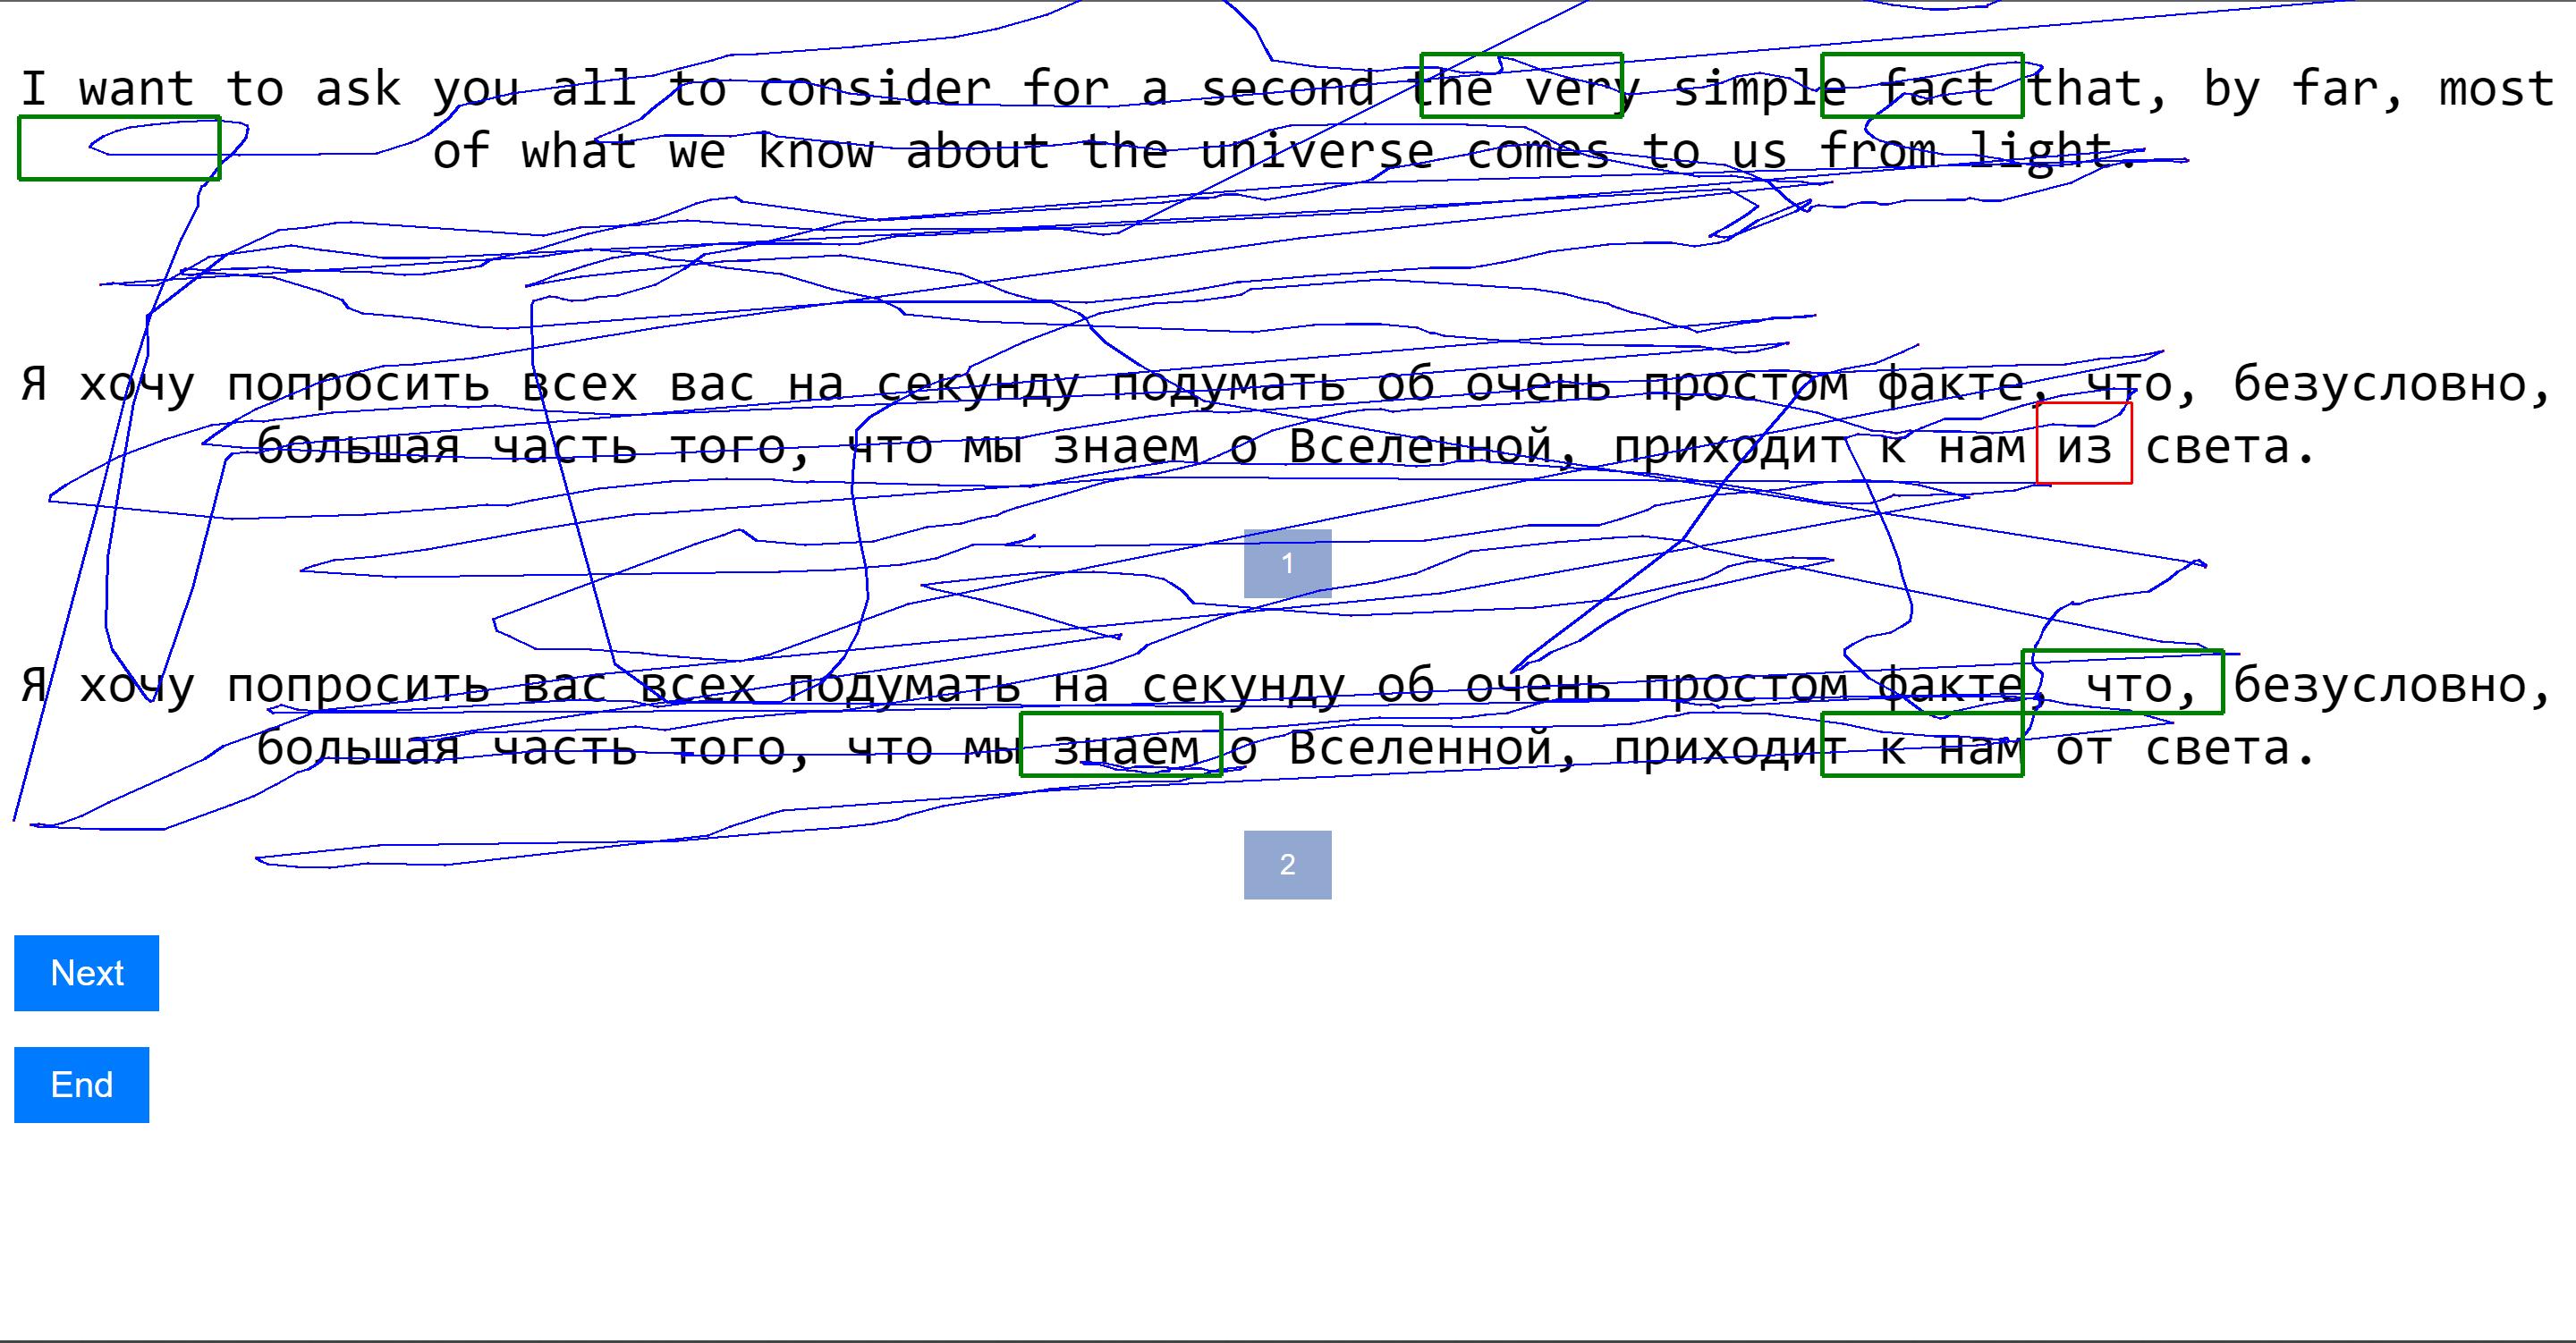 I want to ask you all to consider for a second the very simple fact that, by far, most
of what we know about the universe comes to us from light.
Я хочу попросить всех вас на секунду подумать об очень простом факте, что, безусловно,
большая часть того, что мы знаем о Вселенной, приходит к нам из света.
1
Я хочу попросить вас всех подумать на секунду об очень простом факте, что, безусловно,
большая часть того, что мы знаем о Вселенной, приходит к нам от света.
2
Next
End